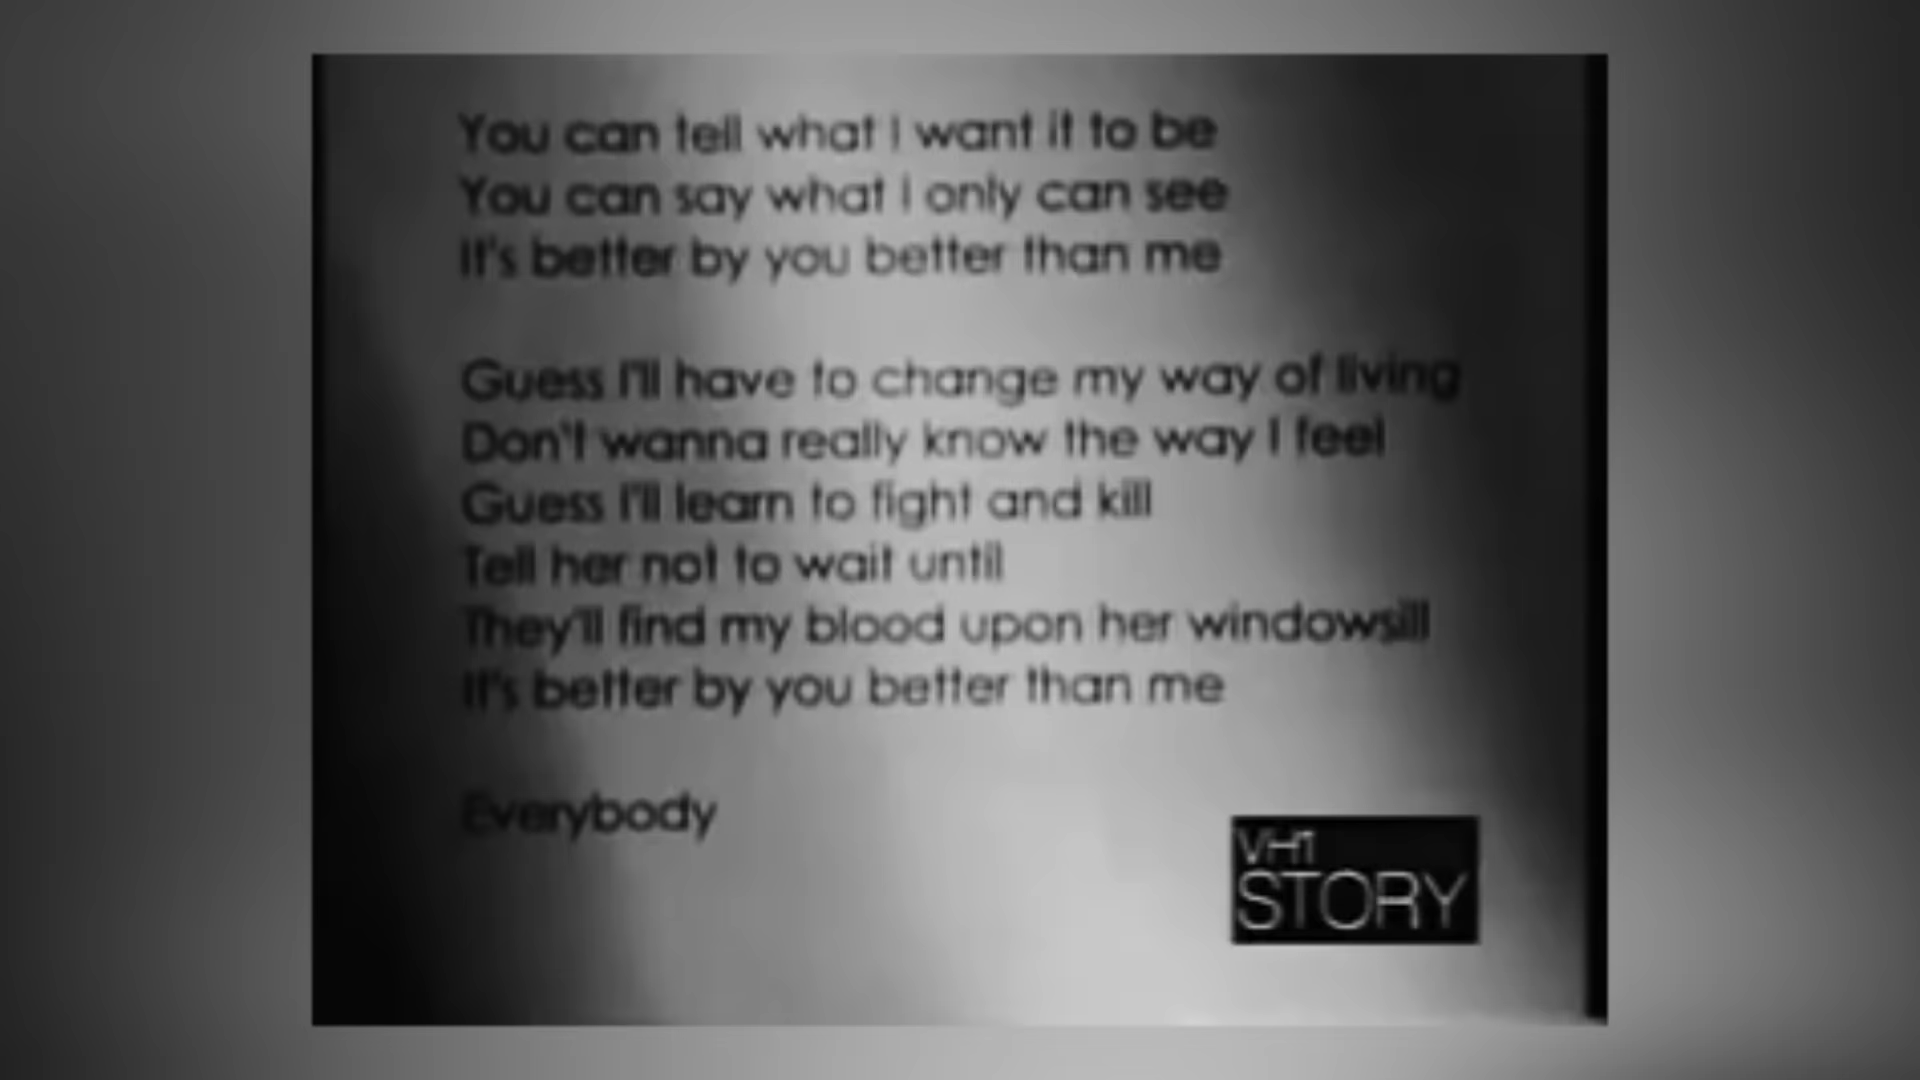 You can tell what I want it to be
You can say what I only can see
It's better by you better than me
Guess I'll have to change my way of living
Don't wanna really know the way I feel
Guess I'll learn to fight and kill
Tell her not to wait until
They'll find my blood upon her windowsill
It's better by you better than me
Everybody
VH1
STORY